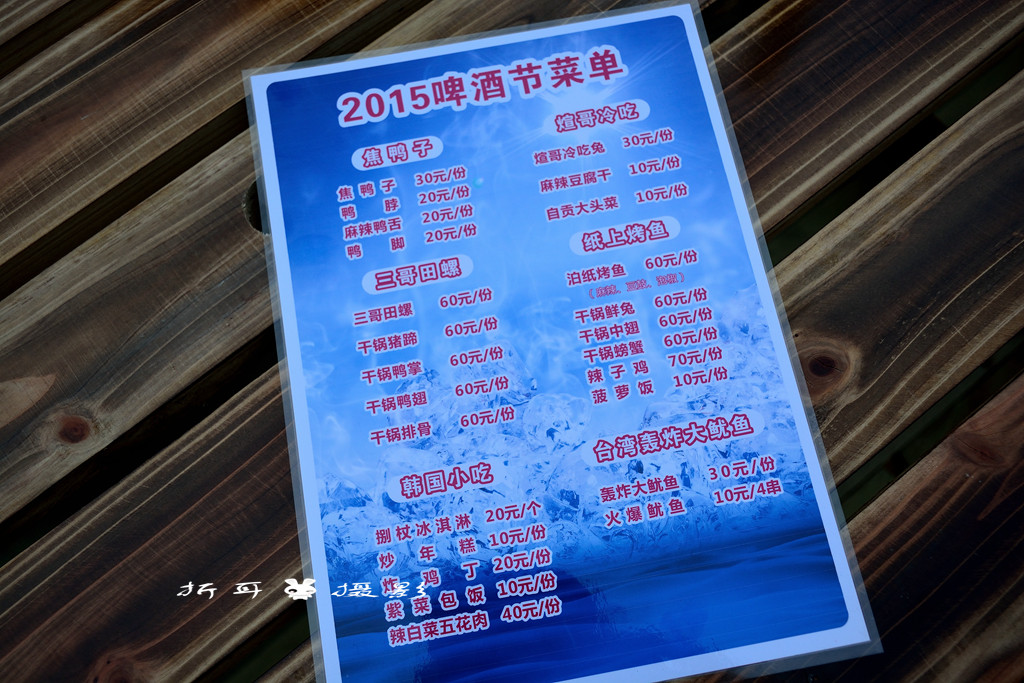 2015啤酒节菜单
焦鸭子
焦鸭子 30元/份
鸭脖 20元/份
麻辣鸭舌 20元/份
鸭脚 20元/份
三哥田螺
三哥田螺 60元/份
干锅猪蹄 60元/份
干锅鸭掌 60元/份
干锅鸭翅 60元/份
干锅排骨 60元/份
韩国小吃
捌杖冰淇淋 20元/个
炒年糕 10元/份
炸鸡丁 20元/份
紫菜包饭 10元/份
辣白菜五花肉 40元/份
煊哥冷吃
煊哥冷吃兔 30元/份
麻辣豆腐干 10元/份
自贡大头菜 10元/份
纸上烤鱼
泊纸烤鱼 60元/份
干锅鲜兔 60元/份
干锅中翅 60元/份
干锅螃蟹 60元/份
辣子鸡 70元/份
菠萝饭 10元/份
台湾轰炸大鱿鱼
轰炸大鱿鱼 30元/份
火爆鱿鱼 10元/4串
折耳 摄影